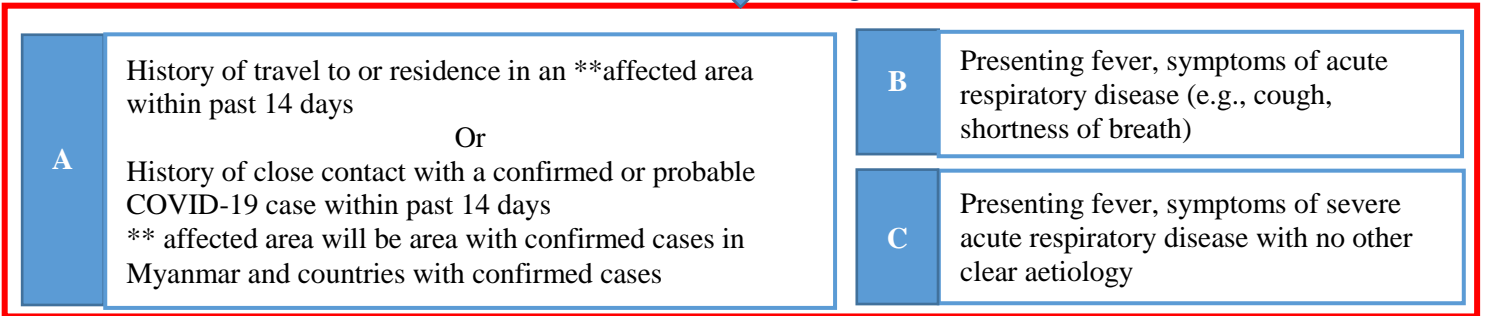 A
History of travel to or residence in an **affected area
within past 14 days
Or
History of close contact with a confirmed or probable
COVID-19 case within past 14 days
** affected area will be area with confirmed cases in
Myanmar and countries with confirmed cases
B
Presenting fever, symptoms of acute
respiratory disease (e.g., cough,
shortness of breath)
C
Presenting fever, symptoms of severe
acute respiratory disease with no other
clear aetiology